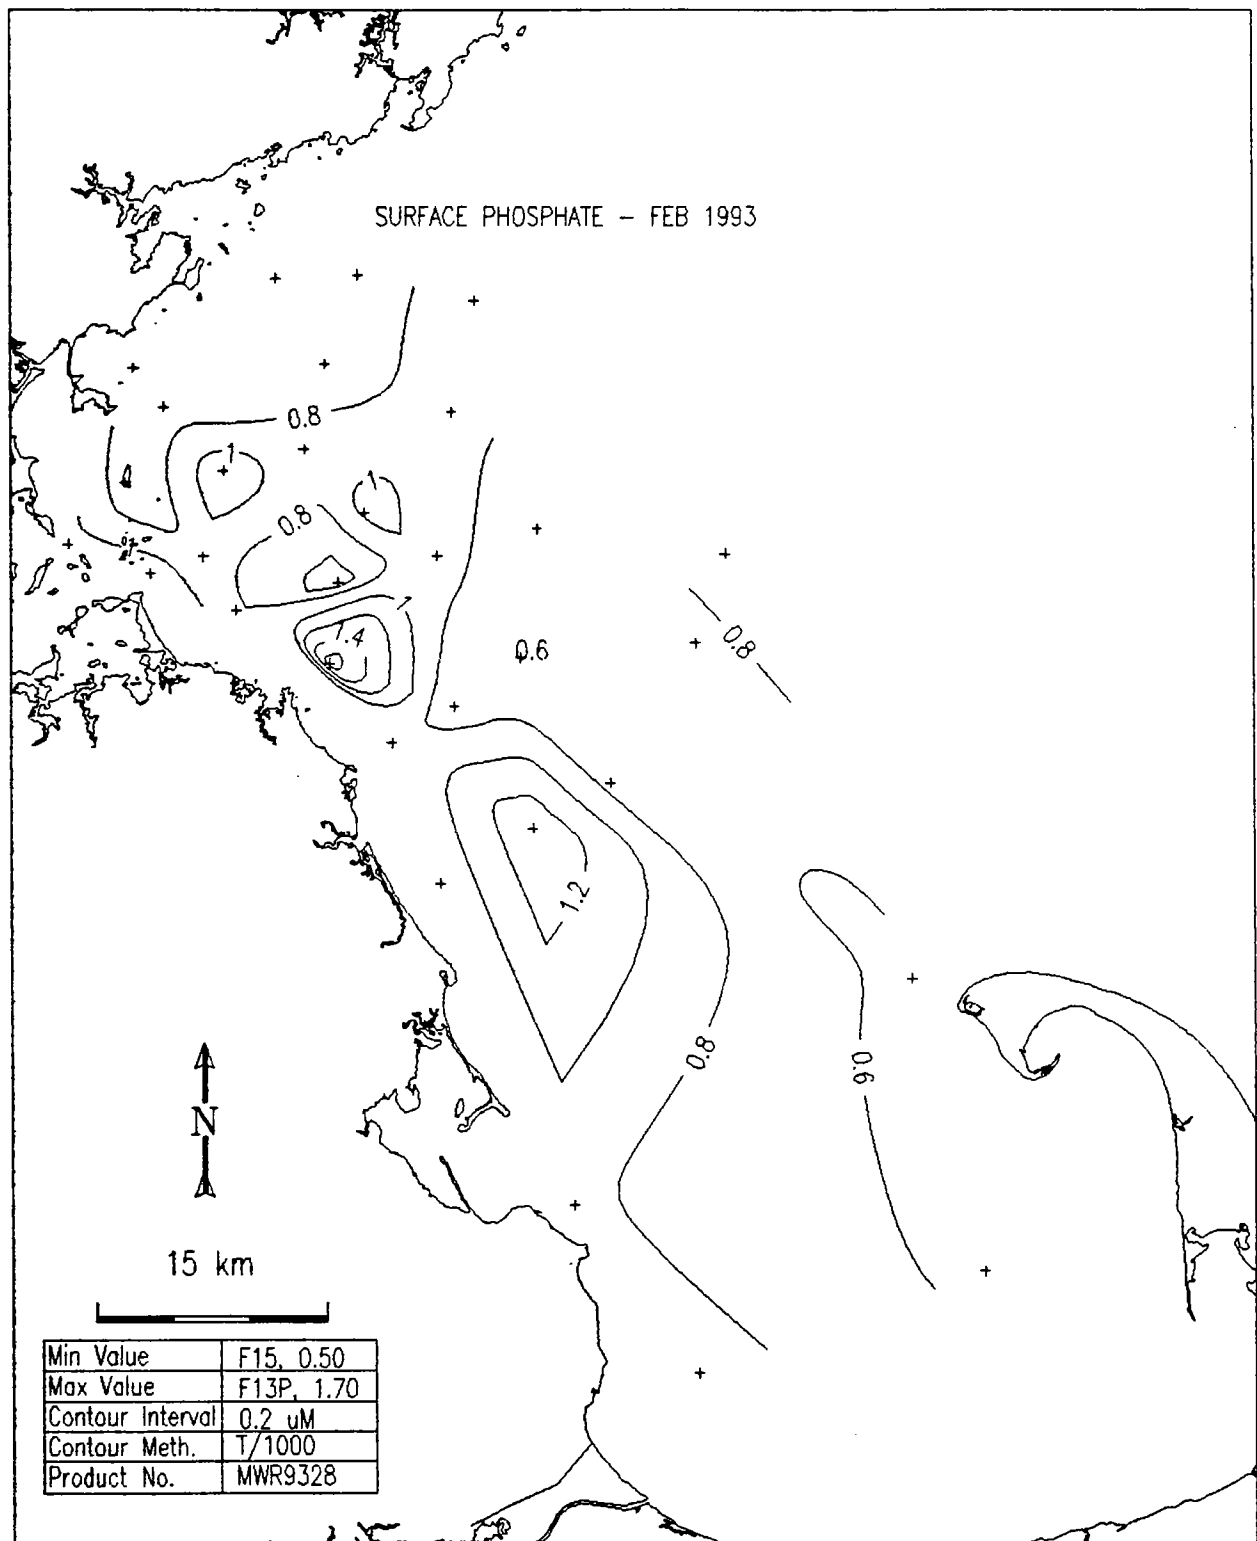 SURFACE PHOSPHATE – FEB 1993
0.8
1
1
0.8
1
1.4
0.6
0.8
1.2
0.8
0.6
N
15 km
Min Value F15, 0.50
Max Value F13P, 1.70
Contour Interval 0.2 uM
Contour Meth. T/1000
Product No. MWR9328